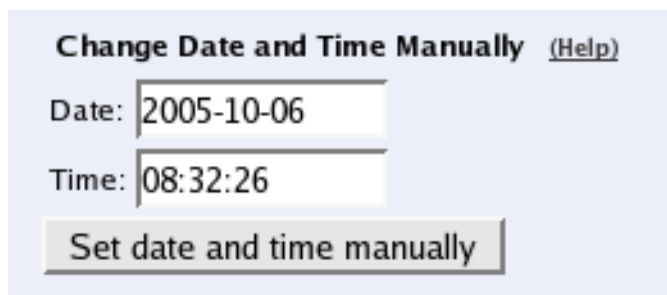 Change Date and Time Manually (Help)
Date: 2005-10-06
Time: 08:32:26
Set date and time manually